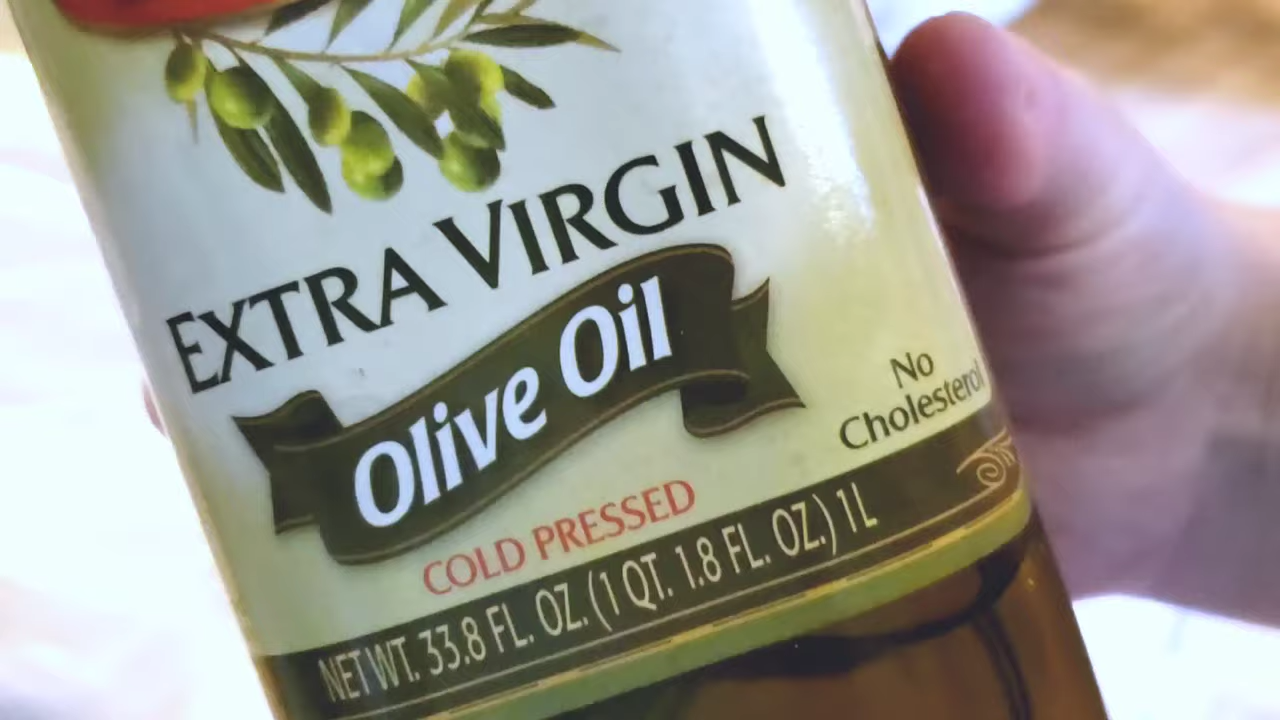 EXTRA VIRGIN
Olive Oil
No
Cholesterol
COLD PRESSED
NET WT. 33.8 FL. OZ. (1 QT. 1.8 FL. OZ.) 1L